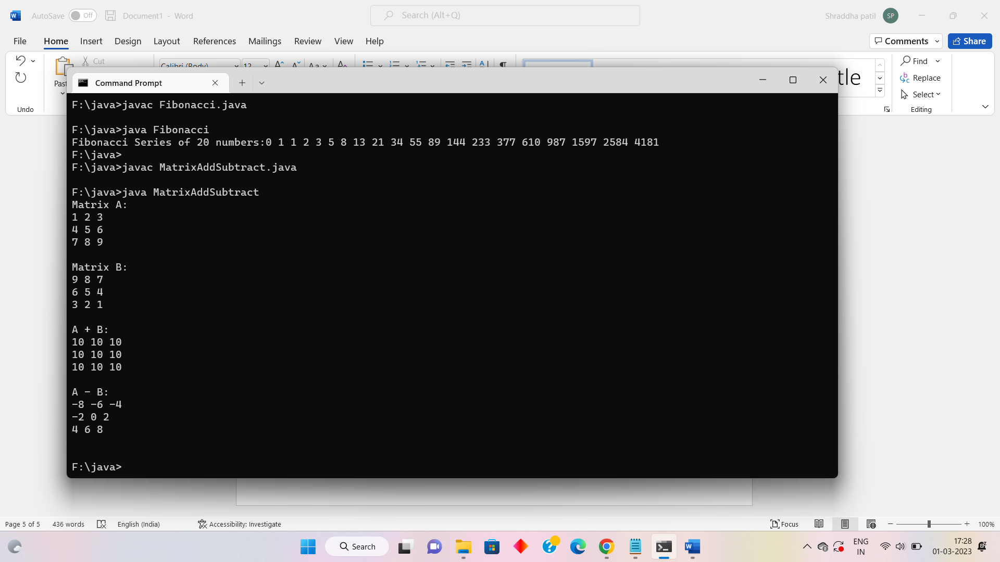 AutoSave Off Document1 - Word Search (Alt+Q) Shraddha patil SP
File Home Insert Design Layout References Mailings Review View Help Comments Share
Cut Calibri (Body) 12 Aa Find
Replace
Select
Undo Editing
Command Prompt
F:\java>javac Fibonacci.java
F:\java>java Fibonacci
Fibonacci Series of 20 numbers:0 1 1 2 3 5 8 13 21 34 55 89 144 233 377 610 987 1597 2584 4181
F:\java>
F:\java>javac MatrixAddSubtract.java
F:\java>java MatrixAddSubtract
Matrix A:
1 2 3
4 5 6
7 8 9
Matrix B:
9 8 7
6 5 4
3 2 1
A + B:
10 10 10
10 10 10
10 10 10
A - B:
-8 -6 -4
-2 0 2
4 6 8
F:\java>
Page 5 of 5 436 words English (India) Accessibility: Investigate Focus 100%
Search ENG 17:28
IN 01-03-2023